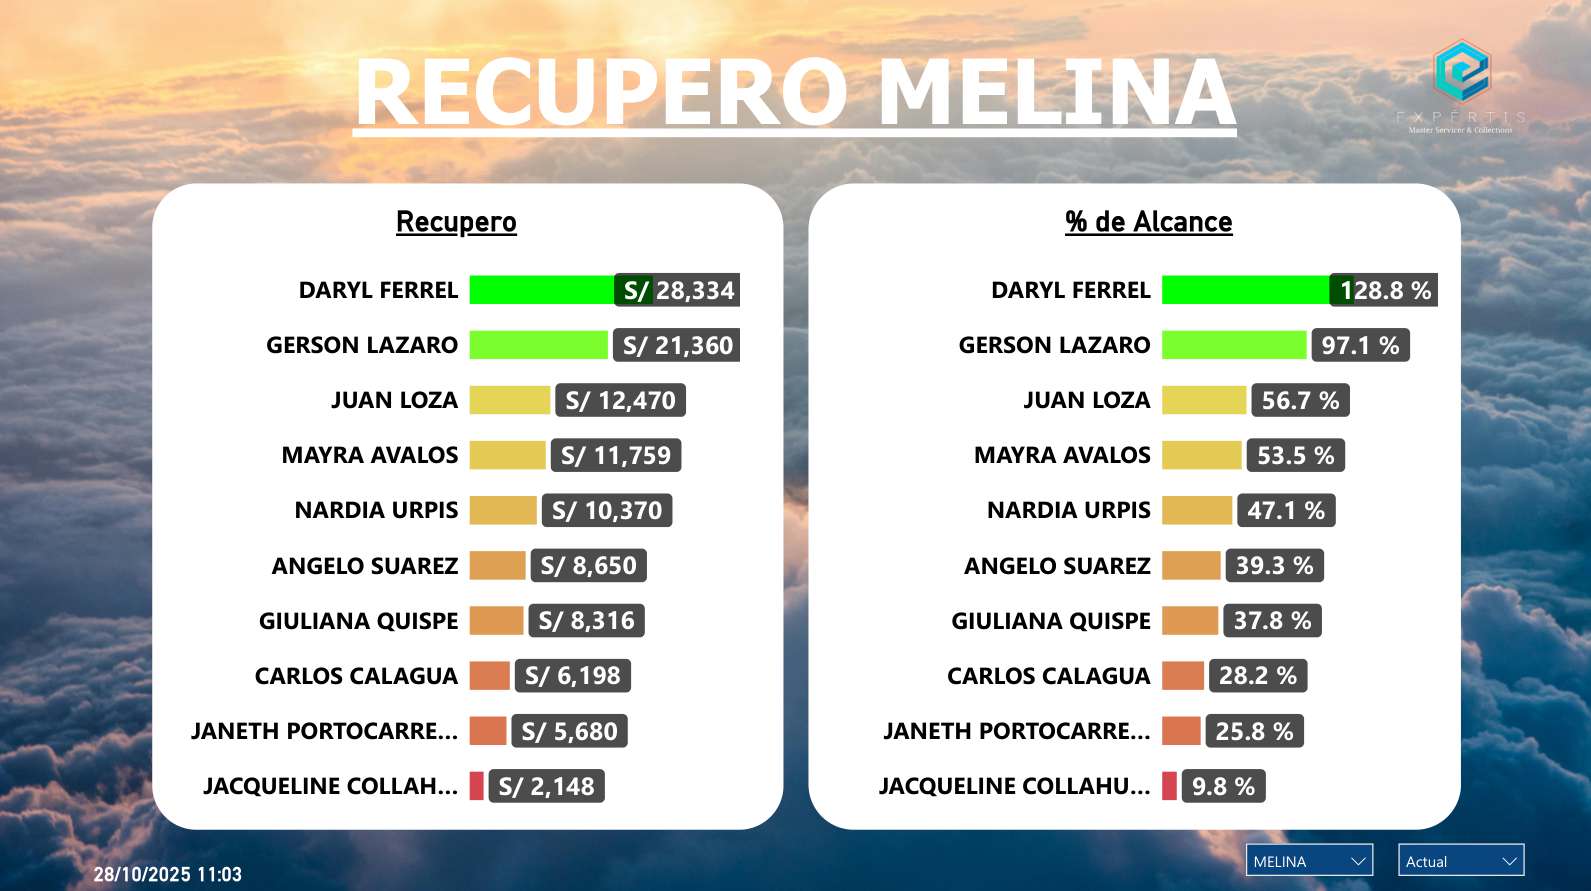 RECUPERO MELINA
EXPERTIS
Master Servicer & Collections
Recupero
DARYL FERREL S/ 28,334
GERSON LAZARO S/ 21,360
JUAN LOZA S/ 12,470
MAYRA AVALOS S/ 11,759
NARDIA URPIS S/ 10,370
ANGELO SUAREZ S/ 8,650
GIULIANA QUISPE S/ 8,316
CARLOS CALAGUA S/ 6,198
JANETH PORTOCARRE... S/ 5,680
JACQUELINE COLLAH... S/ 2,148
% de Alcance
DARYL FERREL 128.8 %
GERSON LAZARO 97.1 %
JUAN LOZA 56.7 %
MAYRA AVALOS 53.5 %
NARDIA URPIS 47.1 %
ANGELO SUAREZ 39.3 %
GIULIANA QUISPE 37.8 %
CARLOS CALAGUA 28.2 %
JANETH PORTOCARRE... 25.8 %
JACQUELINE COLLAHU... 9.8 %
28/10/2025 11:03
MELINA
Actual